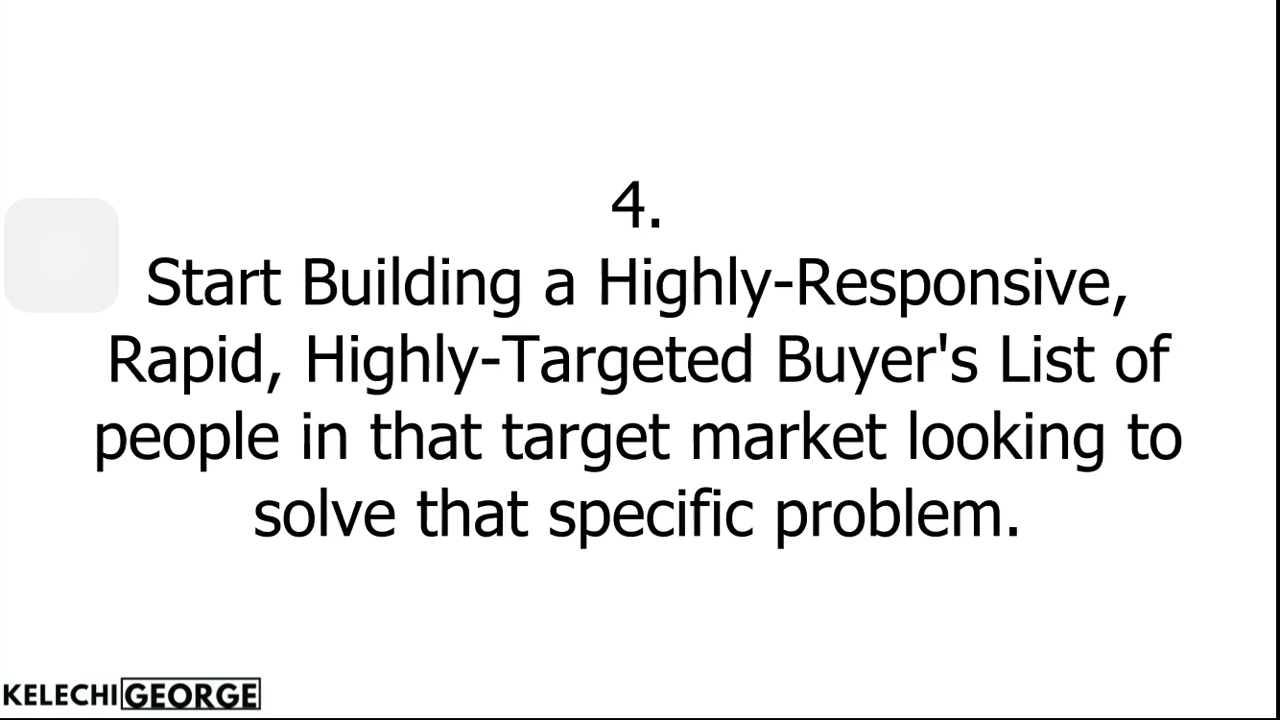 4.
Start Building a Highly-Responsive,
Rapid, Highly-Targeted Buyer's List of
people in that target market looking to
solve that specific problem.
KELECHI GEORGE